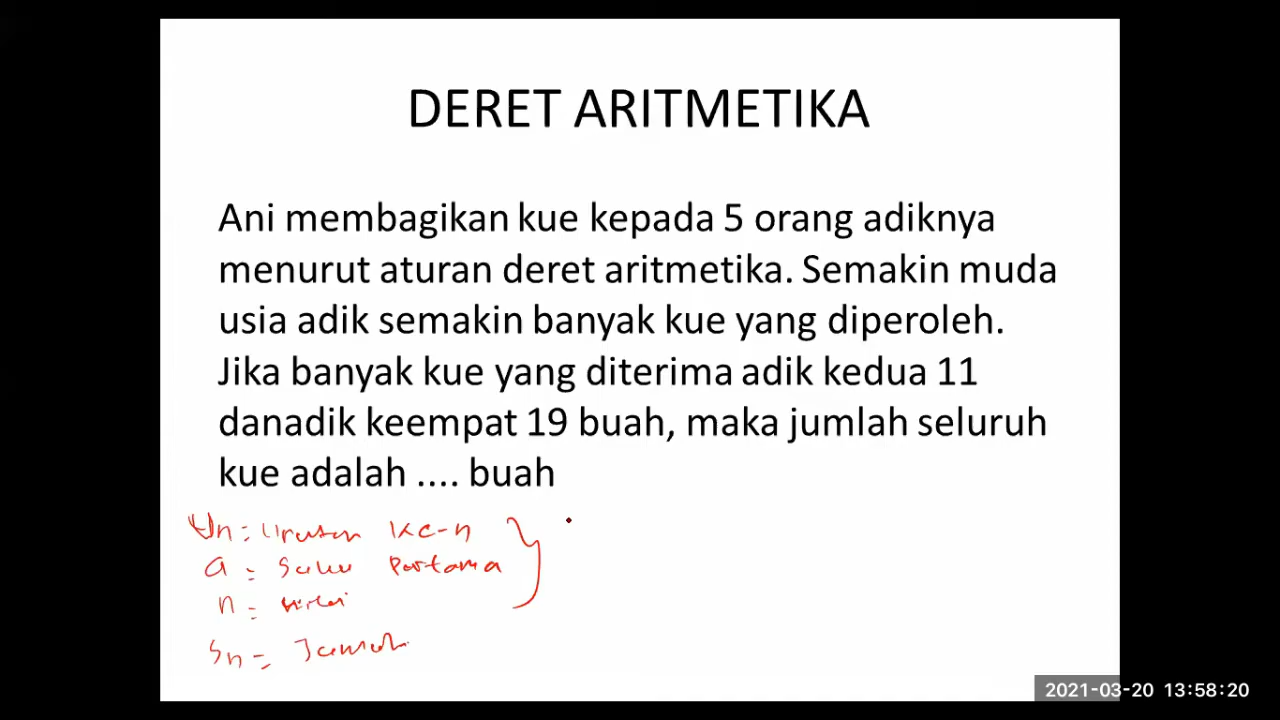 DERET ARITMETIKA
Ani membagikan kue kepada 5 orang adiknya
menurut aturan deret aritmetika. Semakin muda
usia adik semakin banyak kue yang diperoleh.
Jika banyak kue yang diterima adik kedua 11
danadik keempat 19 buah, maka jumlah seluruh
kue adalah .... buah
Un = Urutan ke-n
a = Suku Pertama
n =
Sn = Jumlah
2021-03-20 13:58:20